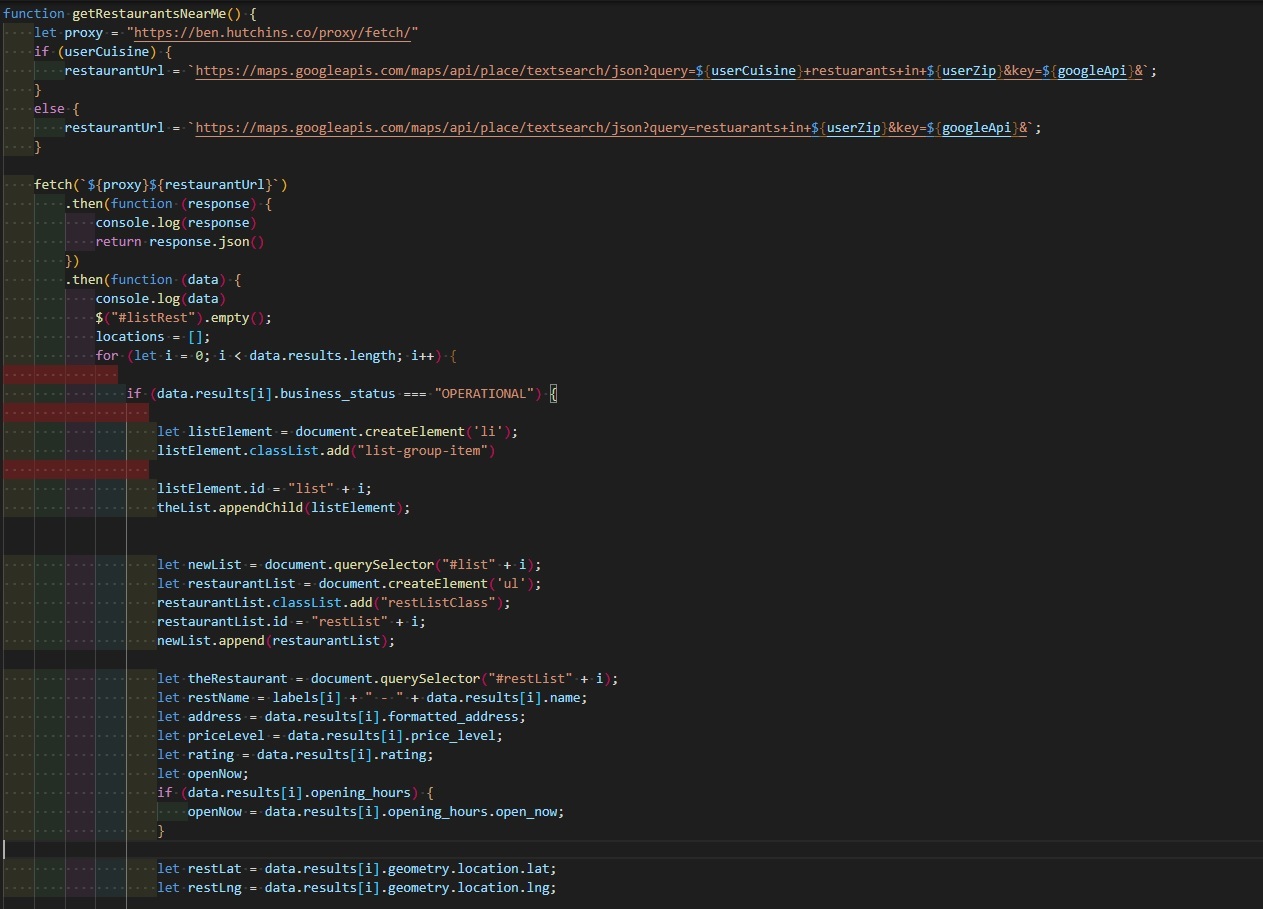 function getRestaurantsNearMe() {
    let proxy = "https://ben.hutchins.co/proxy/fetch/"
    if (userCuisine) {
        restaurantUrl = `https://maps.googleapis.com/maps/api/place/textsearch/json?query=${userCuisine}+restuarants+in+${userZip}&key=${googleApi}&`;
    }
    else {
        restaurantUrl = `https://maps.googleapis.com/maps/api/place/textsearch/json?query=restuarants+in+${userZip}&key=${googleApi}&`;
    }
    fetch(`${proxy}${restaurantUrl}`)
        .then(function (response) {
            console.log(response)
            return response.json()
        })
        .then(function (data) {
            console.log(data)
            $("#listRest").empty();
            locations = [];
            for (let i = 0; i < data.results.length; i++) {
                if (data.results[i].business_status === "OPERATIONAL") {
                    let listElement = document.createElement('li');
                    listElement.classList.add("list-group-item")
                    listElement.id = "list" + i;
                    theList.appendChild(listElement);
                    let newList = document.querySelector("#list" + i);
                    let restaurantList = document.createElement('ul');
                    restaurantList.classList.add("restListClass");
                    restaurantList.id = "restList" + i;
                    newList.append(restaurantList);
                    let theRestaurant = document.querySelector("#restList" + i);
                    let restName = labels[i] + " - " + data.results[i].name;
                    let address = data.results[i].formatted_address;
                    let priceLevel = data.results[i].price_level;
                    let rating = data.results[i].rating;
                    let openNow;
                    if (data.results[i].opening_hours) {
                        openNow = data.results[i].opening_hours.open_now;
                    }
                    let restLat = data.results[i].geometry.location.lat;
                    let restLng = data.results[i].geometry.location.lng;